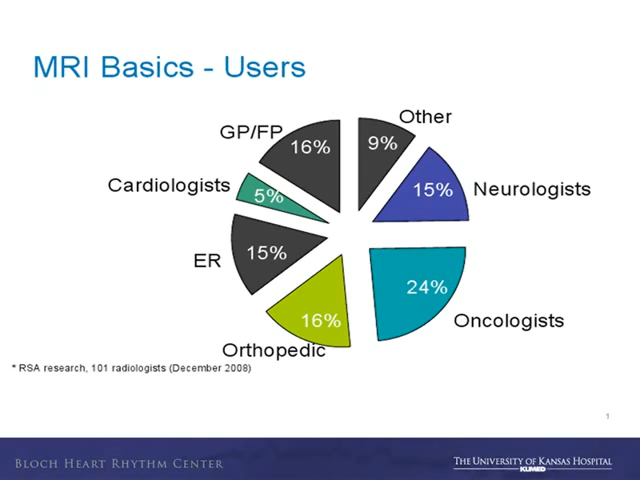 MRI Basics - Users
Other
9%
GP/FP
16%
Cardiologists
5%
Neurologists
15%
ER
15%
24%
Oncologists
16%
Orthopedic
* RSA research, 101 radiologists (December 2008)
1
BLOCH HEART RHYTHM CENTER
THE UNIVERSITY OF KANSAS HOSPITAL
KUMED